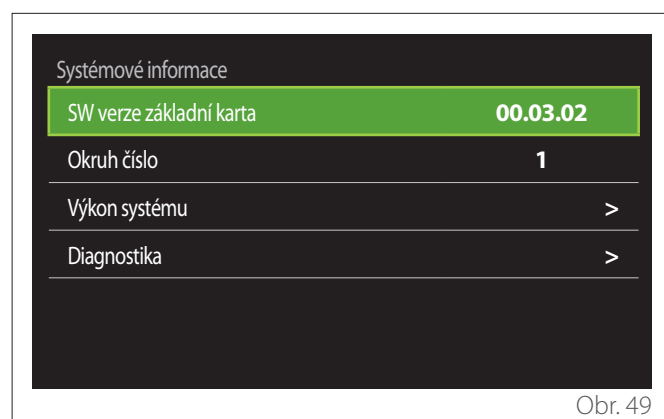 Systémové informace
SW verze základní karta 00.03.02
Okruh číslo 1
Výkon systému >
Diagnostika >
Obr. 49